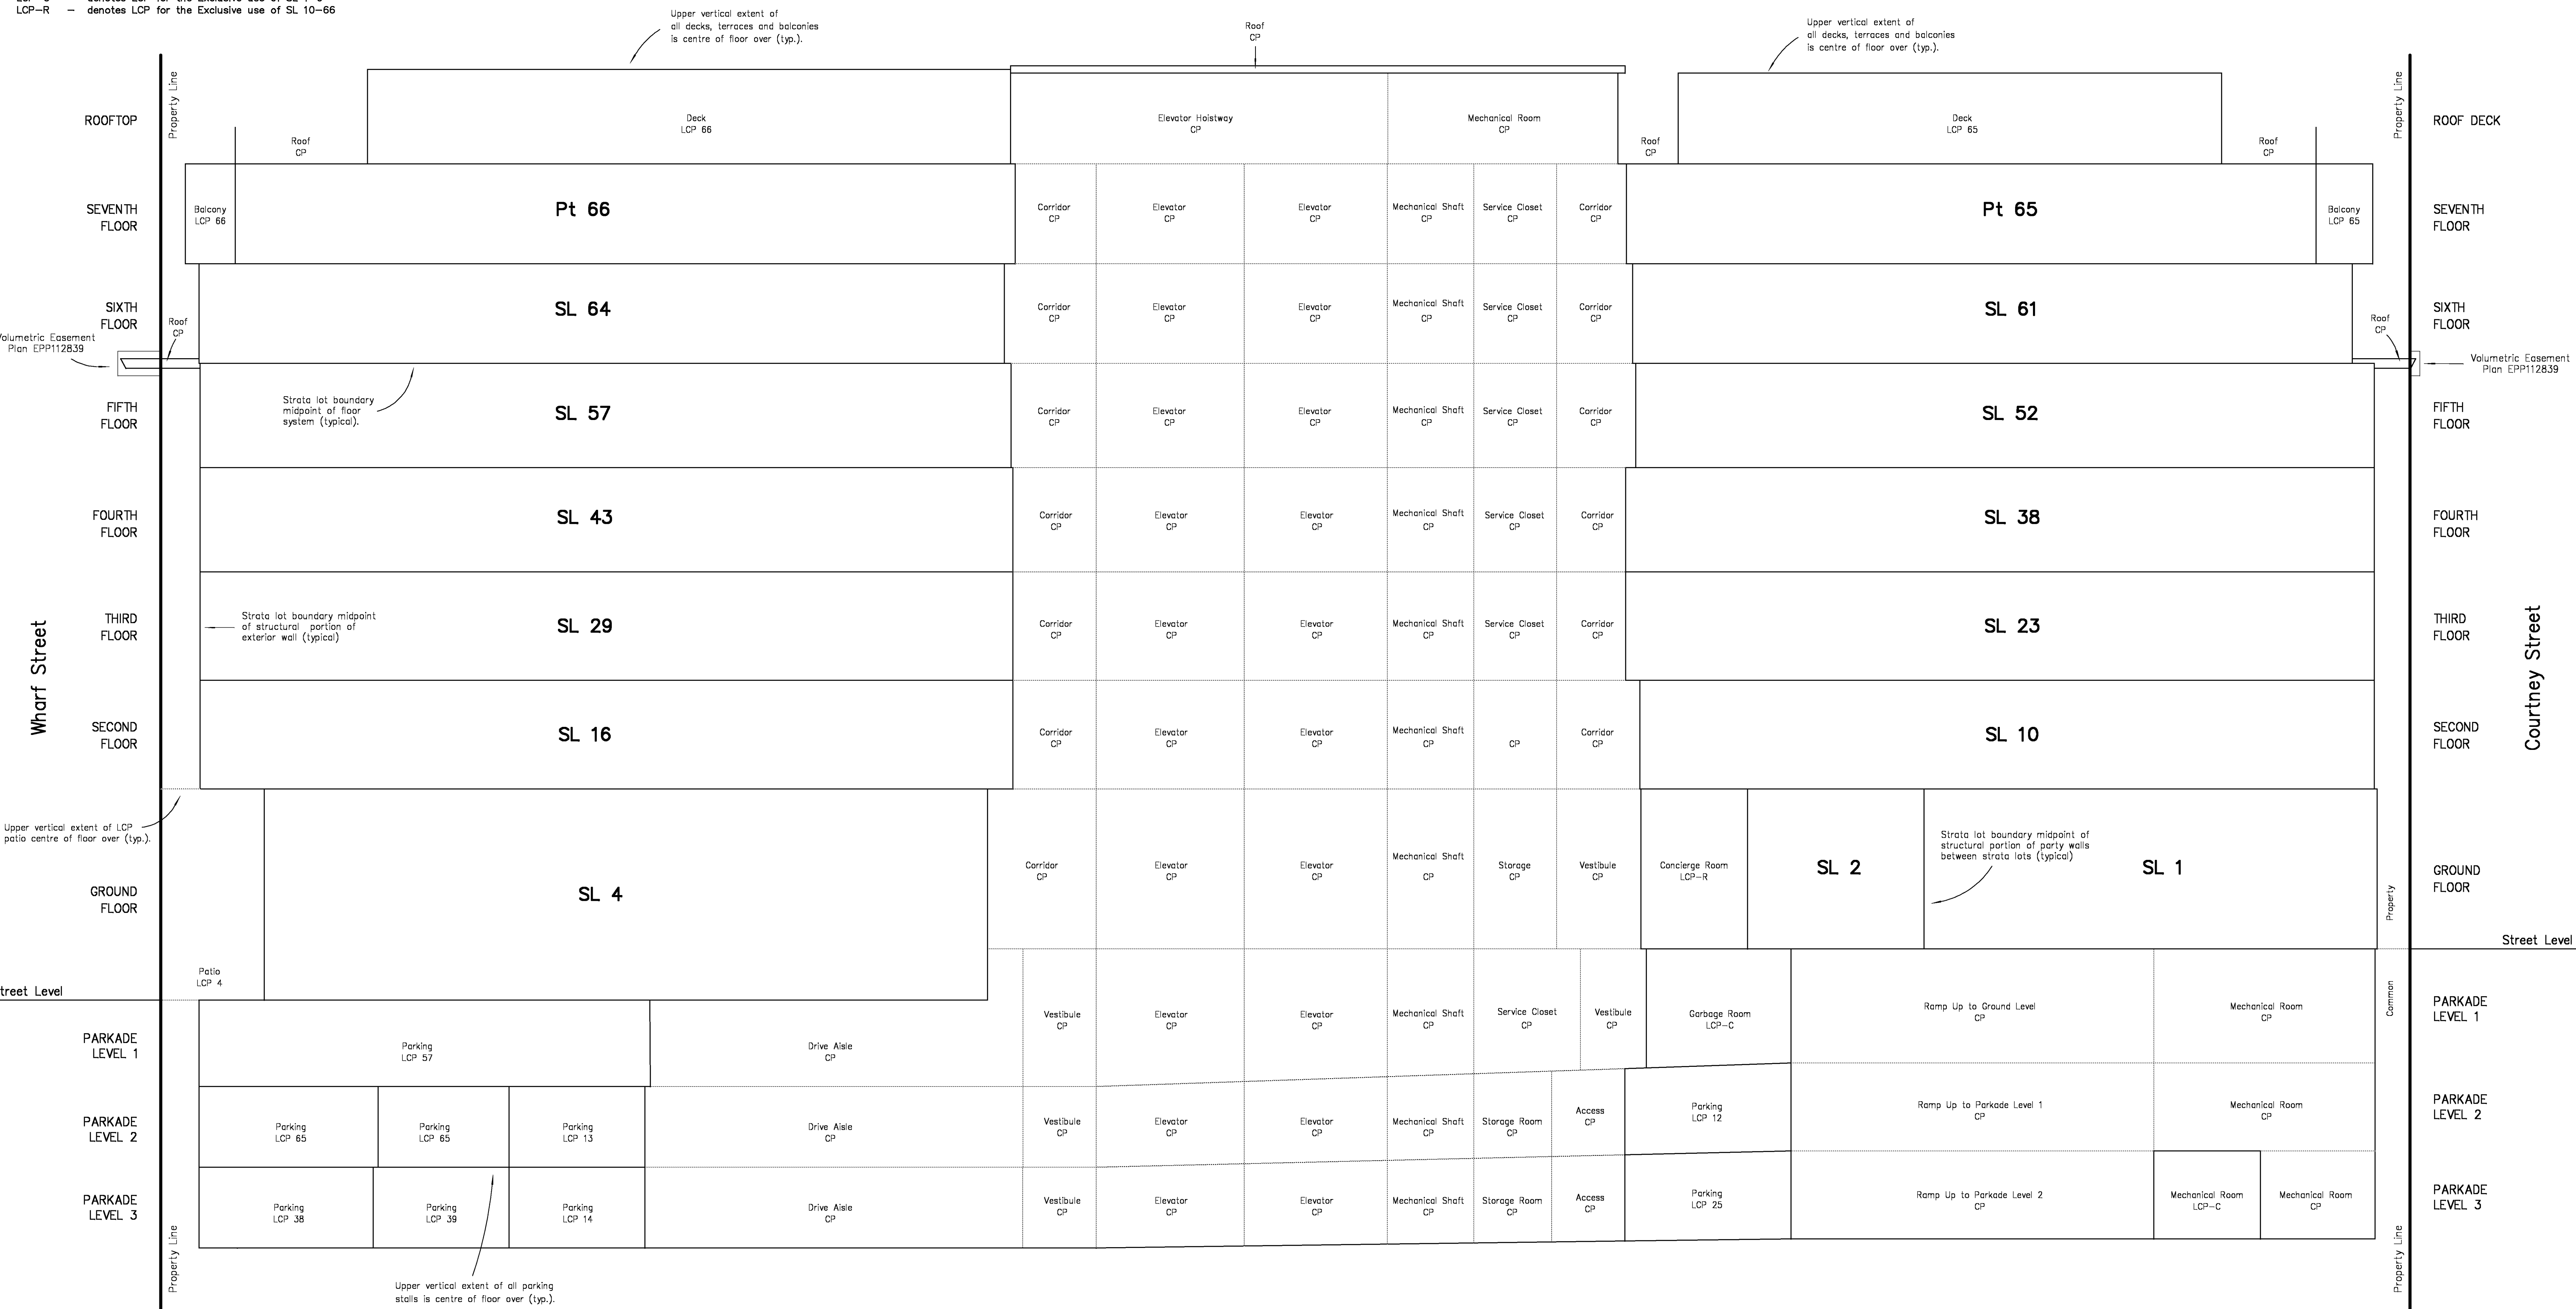 LCP-R - denotes LCP for the Exclusive use of SL 10-66
Upper vertical extent of
all decks, terraces and balconies
is centre of floor over (typ.).
Roof
CP
Upper vertical extent of
all decks, terraces and balconies
is centre of floor over (typ.).
Property Line
Property Line
ROOFTOP
Roof
CP
Deck
LCP 66
Elevator Hoistway
CP
Mechanical Room
CP
Roof
CP
Deck
LCP 65
Roof
CP
ROOF DECK
SEVENTH
FLOOR
Balcony
LCP 66
Pt 66
Corridor
CP
Elevator
CP
Elevator
CP
Mechanical Shaft
CP
Service Closet
CP
Corridor
CP
Pt 65
Balcony
LCP 65
SEVENTH
FLOOR
SIXTH
FLOOR
Roof
CP
Volumetric Easement
Plan EPP112839
SL 64
Corridor
CP
Elevator
CP
Elevator
CP
Mechanical Shaft
CP
Service Closet
CP
Corridor
CP
SL 61
Roof
CP
SIXTH
FLOOR
Volumetric Easement
Plan EPP112839
FIFTH
FLOOR
Strata lot boundary
midpoint of floor
system (typical).
SL 57
Corridor
CP
Elevator
CP
Elevator
CP
Mechanical Shaft
CP
Service Closet
CP
Corridor
CP
SL 52
FIFTH
FLOOR
FOURTH
FLOOR
SL 43
Corridor
CP
Elevator
CP
Elevator
CP
Mechanical Shaft
CP
Service Closet
CP
Corridor
CP
SL 38
FOURTH
FLOOR
Wharf Street
THIRD
FLOOR
Strata lot boundary midpoint
of structural portion of
exterior wall (typical)
SL 29
Corridor
CP
Elevator
CP
Elevator
CP
Mechanical Shaft
CP
Service Closet
CP
Corridor
CP
SL 23
THIRD
FLOOR
Courtney Street
SECOND
FLOOR
SL 16
Corridor
CP
Elevator
CP
Elevator
CP
Mechanical Shaft
CP
CP
Corridor
CP
SL 10
SECOND
FLOOR
Upper vertical extent of LCP
patio centre of floor over (typ.).
GROUND
FLOOR
SL 4
Corridor
CP
Elevator
CP
Elevator
CP
Mechanical Shaft
CP
Storage
CP
Vestibule
CP
Concierge Room
LCP-R
SL 2
Strata lot boundary midpoint of
structural portion of party walls
between strata lots (typical)
SL 1
GROUND
FLOOR
Common Property
Street Level
Patio
LCP 4
treet Level
PARKADE
LEVEL 1
Parking
LCP 57
Drive Aisle
CP
Vestibule
CP
Elevator
CP
Elevator
CP
Mechanical Shaft
CP
Service Closet
CP
Vestibule
CP
Garbage Room
LCP-C
Ramp Up to Ground Level
CP
Mechanical Room
CP
PARKADE
LEVEL 1
PARKADE
LEVEL 2
Parking
LCP 65
Parking
LCP 65
Parking
LCP 13
Drive Aisle
CP
Vestibule
CP
Elevator
CP
Elevator
CP
Mechanical Shaft
CP
Storage Room
CP
Access
CP
Parking
LCP 12
Ramp Up to Parkade Level 1
CP
Mechanical Room
CP
PARKADE
LEVEL 2
PARKADE
LEVEL 3
Parking
LCP 38
Parking
LCP 39
Parking
LCP 14
Drive Aisle
CP
Vestibule
CP
Elevator
CP
Elevator
CP
Mechanical Shaft
CP
Storage Room
CP
Access
CP
Parking
LCP 25
Ramp Up to Parkade Level 2
CP
Mechanical Room
LCP-C
Mechanical Room
CP
PARKADE
LEVEL 3
Property Line
Property Line
Upper vertical extent of all parking
stalls is centre of floor over (typ.).